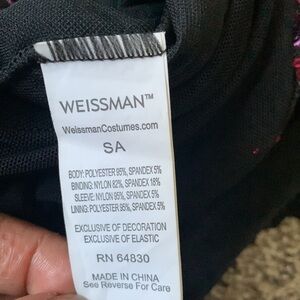 WEISSMAN™
WeissmanCostumes.com
SA
BODY: POLYESTER 95%, SPANDEX 5%
BINDING: NYLON 82%, SPANDEX 18%
SLEEVE: NYLON 95%, SPANDEX 5%
LINING: POLYESTER 95%, SPANDEX 5%
EXCLUSIVE OF DECORATION
EXCLUSIVE OF ELASTIC
RN 64830
MADE IN CHINA
See Reverse For Care